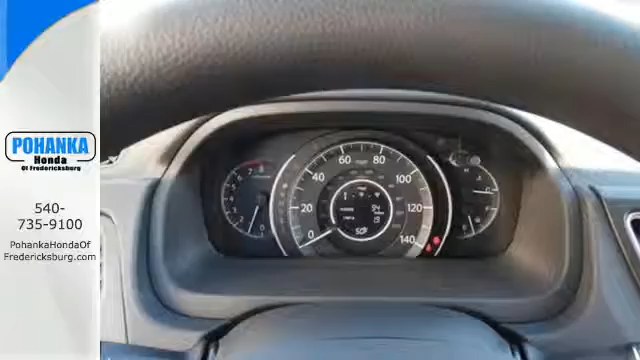 POHANKA
Honda
Of Fredericksburg
540-
735-9100
PohankaHondaOf
Fredericksburg.com
60 80
40 100
20 120
0 140